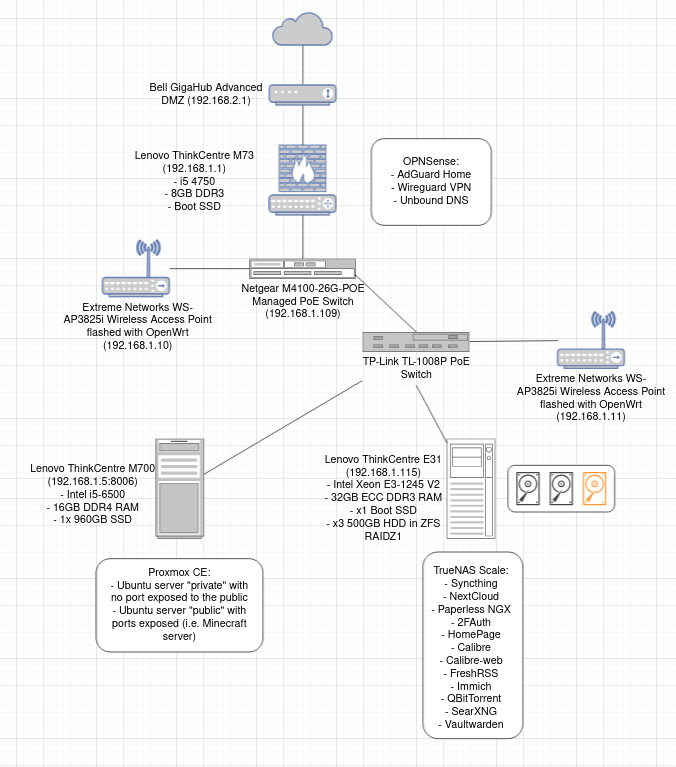 Bell GigaHub Advanced
DMZ (192.168.2.1)
Lenovo ThinkCentre M73
(192.168.1.1)
- i5 4750
- 8GB DDR3
- Boot SSD
OPNSense:
- AdGuard Home
- Wireguard VPN
- Unbound DNS
Netgear M4100-26G-POE
Managed PoE Switch
(192.168.1.109)
Extreme Networks WS-
AP3825i Wireless Access Point
flashed with OpenWrt
(192.168.1.10)
TP-Link TL-1008P PoE
Switch
Extreme Networks WS-
AP3825i Wireless Access Point
flashed with OpenWrt
(192.168.1.11)
Lenovo ThinkCentre M700
(192.168.1.5:8006)
- Intel i5-6500
- 16GB DDR4 RAM
- 1x 960GB SSD
Lenovo ThinkCentre E31
(192.168.1.115)
- Intel Xeon E3-1245 V2
- 32GB ECC DDR3 RAM
- x1 Boot SSD
- x3 500GB HDD in ZFS
RAIDZ1
Proxmox CE:
- Ubuntu server "private" with
no port exposed to the public
- Ubuntu server "public" with
ports exposed (i.e. Minecraft
server)
TrueNAS Scale:
- Syncthing
- NextCloud
- Paperless NGX
- 2FAuth
- HomePage
- Calibre
- Calibre-web
- FreshRSS
- Immich
- QBitTorrent
- SearXNG
- Vaultwarden